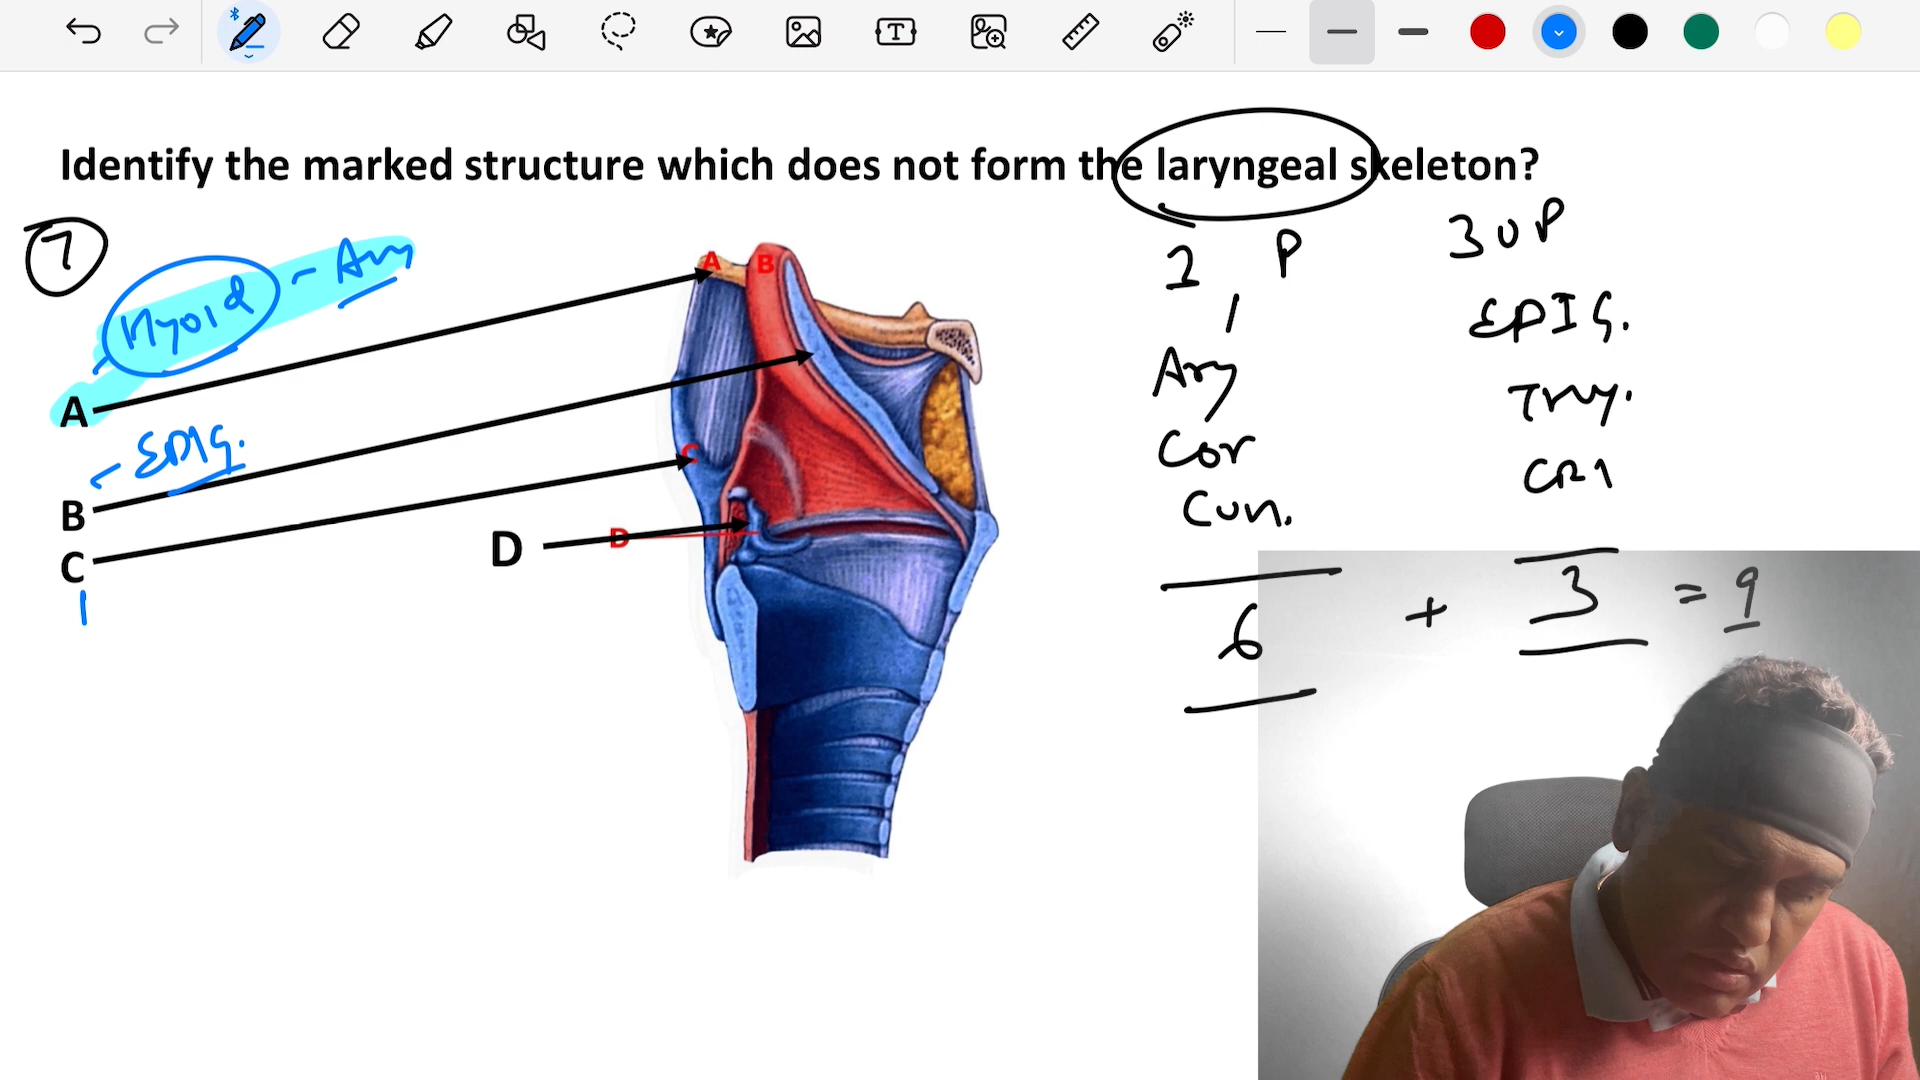 Identify the marked structure which does not form the laryngeal skeleton?
7
Hyoid - Ans
A
- EPIG.
B
C
D
A
B
C
D
2 P
Ary
Cor
Cun.
6
3 UP
EPIG.
THY.
CRI
3
+
= 9